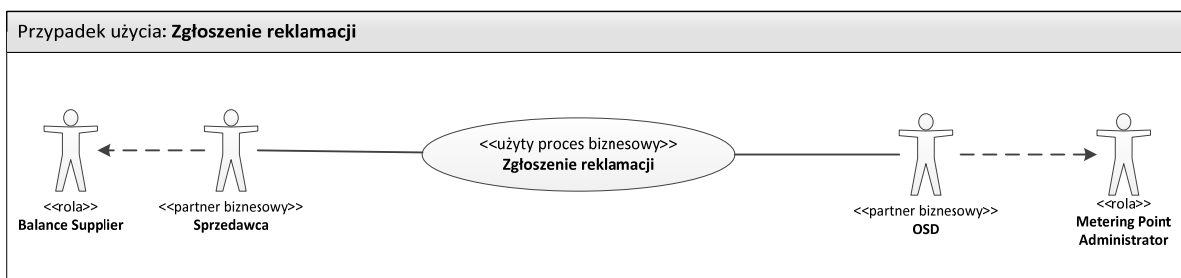 Przypadek użycia: Zgłoszenie reklamacji
<<użyty proces biznesowy>>
Zgłoszenie reklamacji
<<rola>>
Balance Supplier
<<partner biznesowy>>
Sprzedawca
<<partner biznesowy>>
OSD
<<rola>>
Metering Point
Administrator